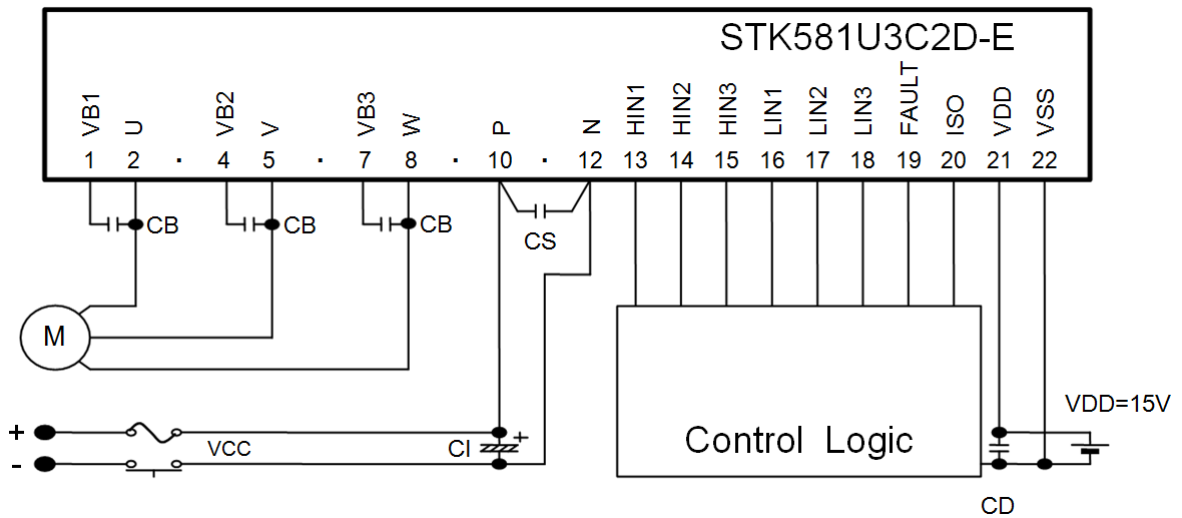 STK581U3C2D-E
VB1 U VB2 V VB3 W P N HIN1 HIN2 HIN3 LIN1 LIN2 LIN3 FAULT ISO VDD VSS
1 2 · 4 5 · 7 8 · 10 · 12 13 14 15 16 17 18 19 20 21 22
CB CB CB CS
M
VDD=15V
+ VCC CI +
-
Control Logic
CD